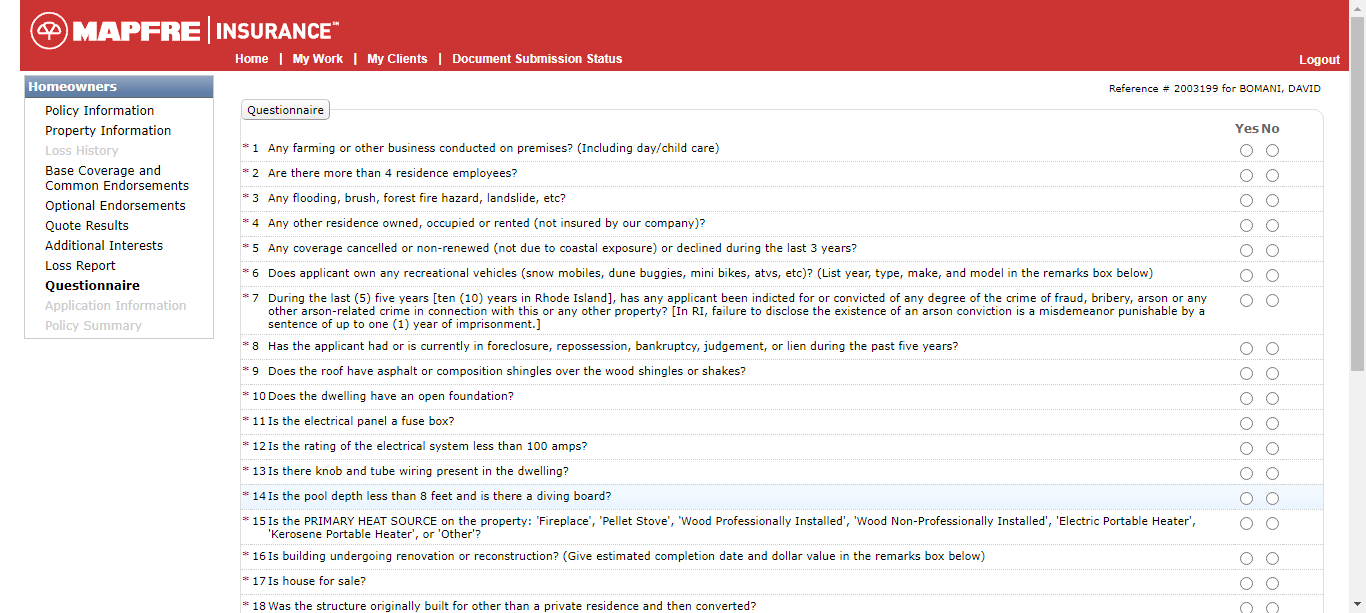 MAPFRE | INSURANCE℠
Home | My Work | My Clients | Document Submission Status
Logout
Homeowners
Policy Information
Property Information
Loss History
Base Coverage and
Common Endorsements
Optional Endorsements
Quote Results
Additional Interests
Loss Report
Questionnaire
Application Information
Policy Summary
Reference # 2003199 for BOMANI, DAVID
Questionnaire
Yes No
* 1 Any farming or other business conducted on premises? (Including day/child care)
* 2 Are there more than 4 residence employees?
* 3 Any flooding, brush, forest fire hazard, landslide, etc?
* 4 Any other residence owned, occupied or rented (not insured by our company)?
* 5 Any coverage cancelled or non-renewed (not due to coastal exposure) or declined during the last 3 years?
* 6 Does applicant own any recreational vehicles (snow mobiles, dune buggies, mini bikes, atvs, etc)? (List year, type, make, and model in the remarks box below)
* 7 During the last (5) five years [ten (10) years in Rhode Island], has any applicant been indicted for or convicted of any degree of the crime of fraud, bribery, arson or any
other arson-related crime in connection with this or any other property? [In RI, failure to disclose the existence of an arson conviction is a misdemeanor punishable by a
sentence of up to one (1) year of imprisonment.]
* 8 Has the applicant had or is currently in foreclosure, repossession, bankruptcy, judgement, or lien during the past five years?
* 9 Does the roof have asphalt or composition shingles over the wood shingles or shakes?
* 10 Does the dwelling have an open foundation?
* 11 Is the electrical panel a fuse box?
* 12 Is the rating of the electrical system less than 100 amps?
* 13 Is there knob and tube wiring present in the dwelling?
* 14 Is the pool depth less than 8 feet and is there a diving board?
* 15 Is the PRIMARY HEAT SOURCE on the property: 'Fireplace', 'Pellet Stove', 'Wood Professionally Installed', 'Wood Non-Professionally Installed', 'Electric Portable Heater',
'Kerosene Portable Heater', or 'Other'?
* 16 Is building undergoing renovation or reconstruction? (Give estimated completion date and dollar value in the remarks box below)
* 17 Is house for sale?
* 18 Was the structure originally built for other than a private residence and then converted?